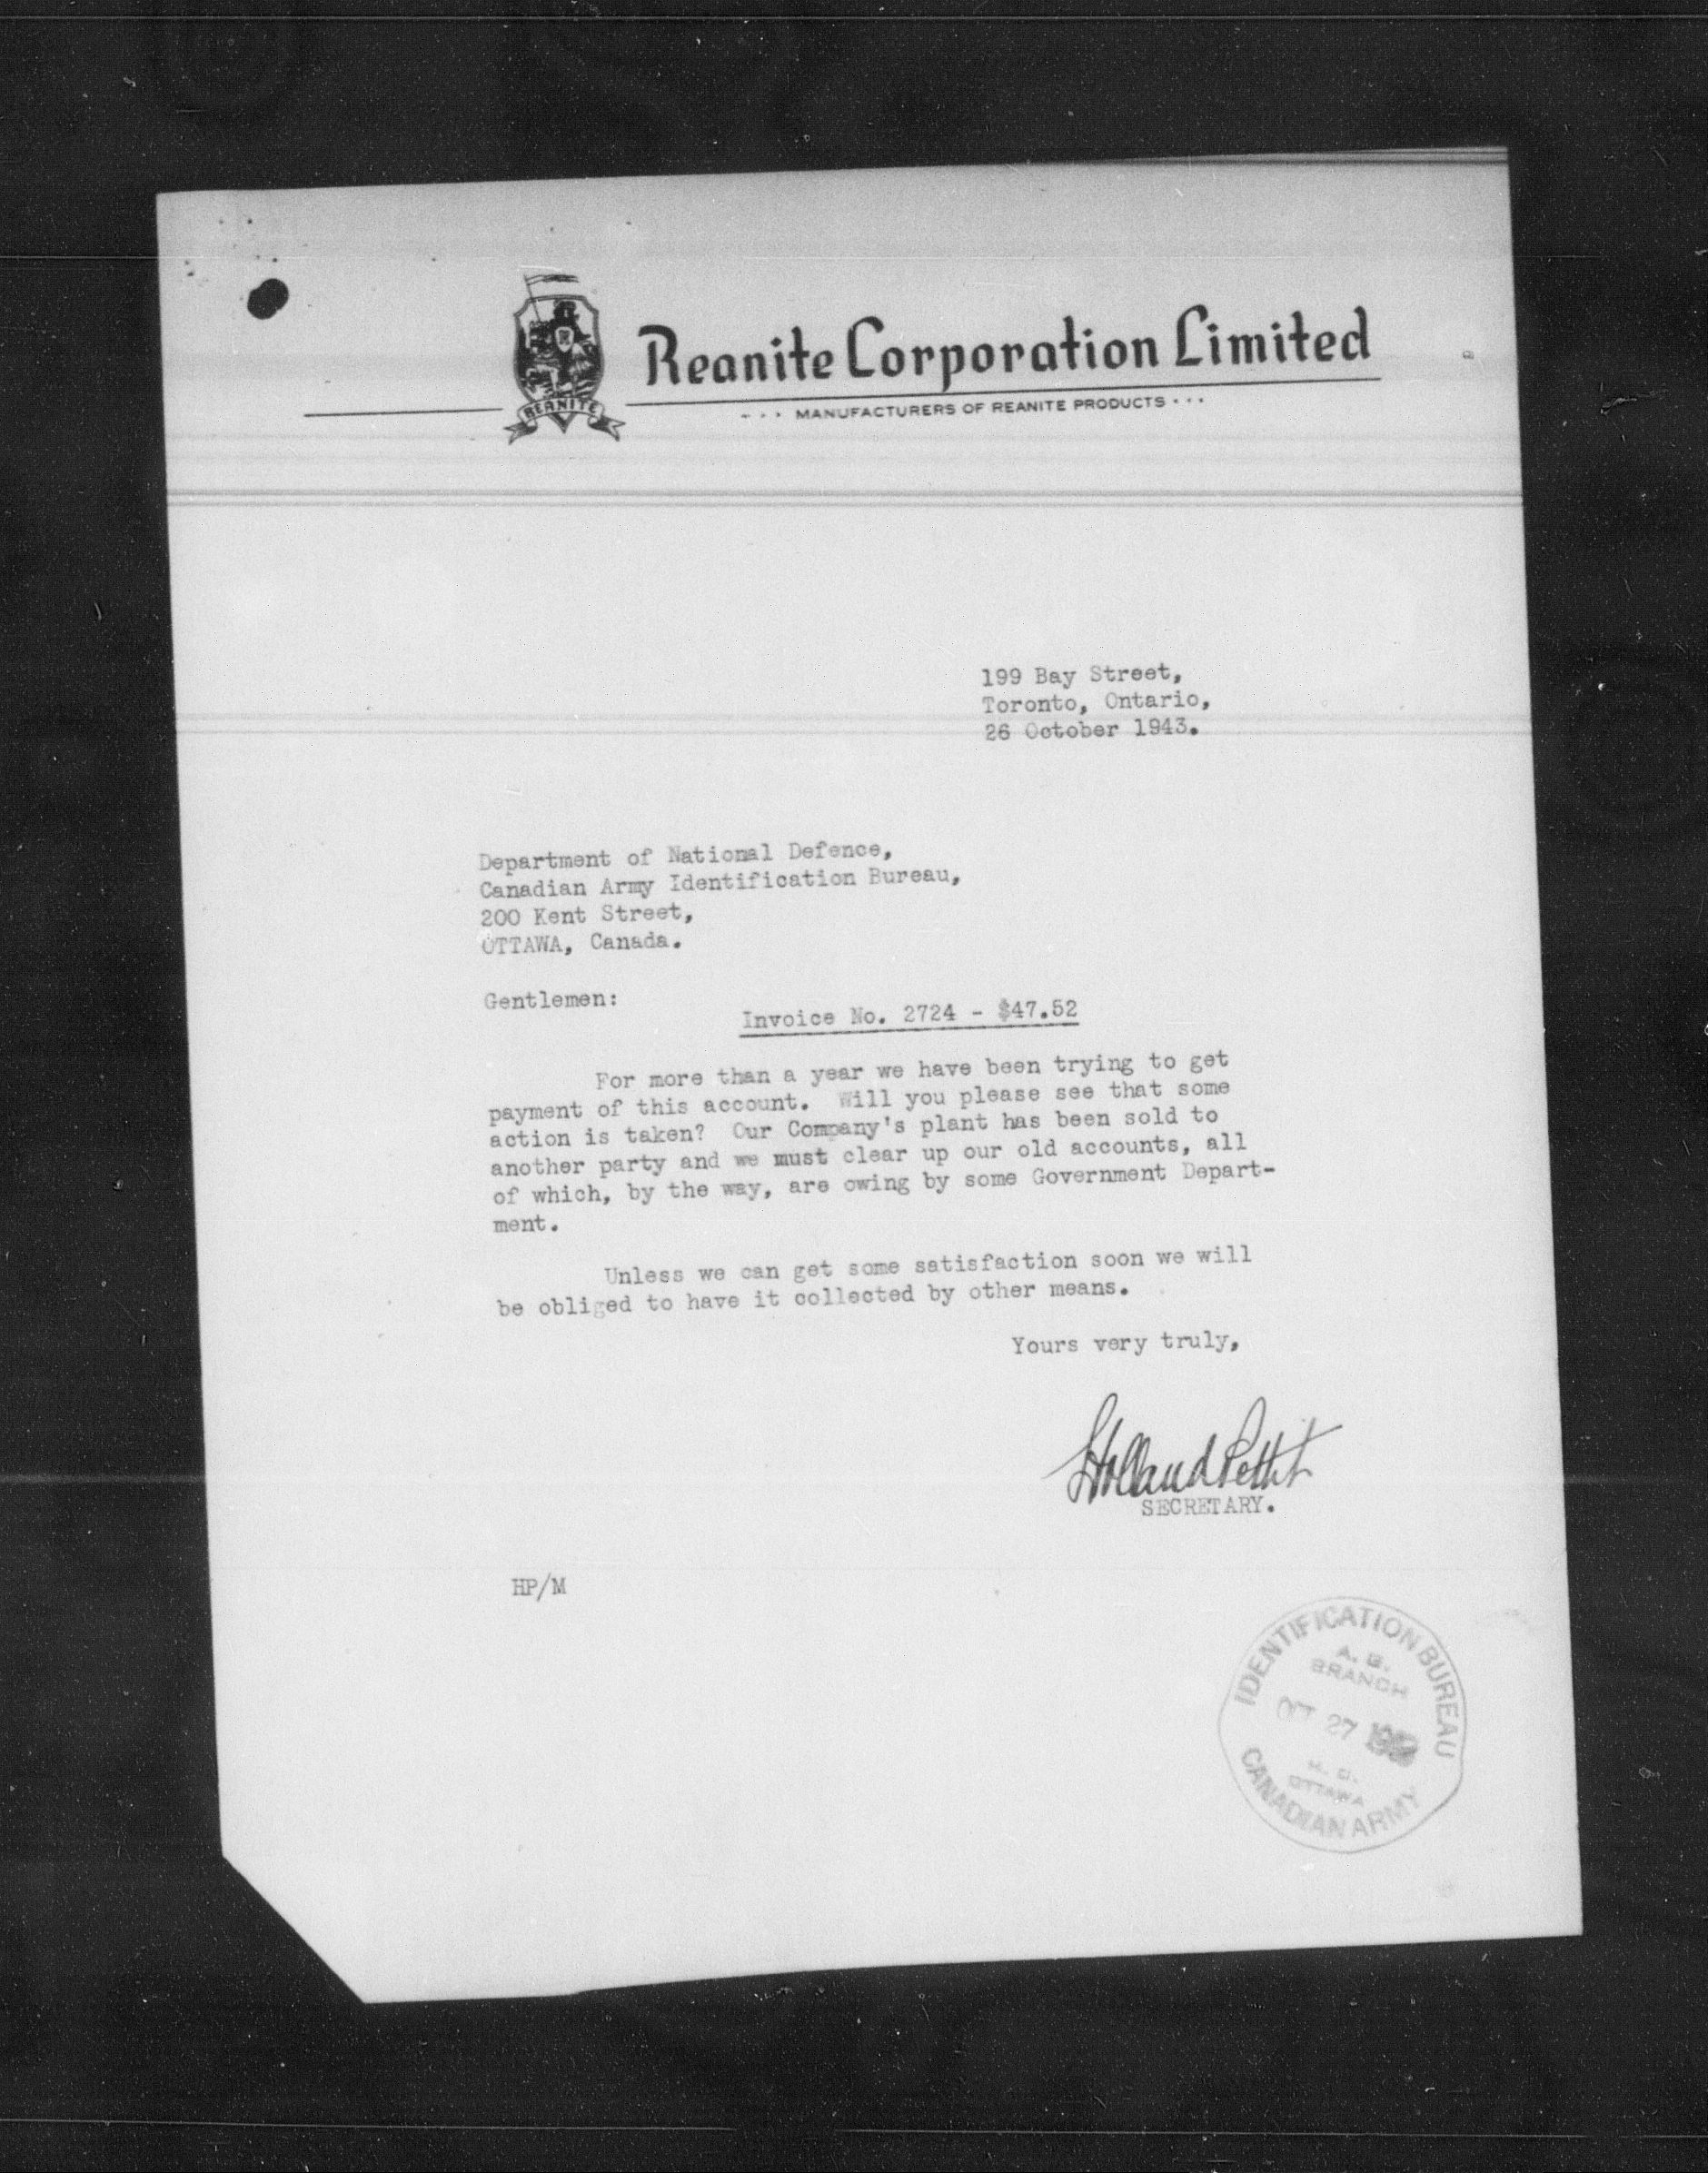 REANITE
Reanite Corporation Limited
- - - MANUFACTURERS OF REANITE PRODUCTS - - -
199 Bay Street,
Toronto, Ontario,
26 October 1943.
Department of National Defence,
Canadian Army Identification Bureau,
200 Kent Street,
OTTAWA, Canada.
Gentlemen:
Invoice No. 2724 - $47.52
For more than a year we have been trying to get
payment of this account. Will you please see that some
action is taken? Our Company's plant has been sold to
another party and we must clear up our old accounts, all
of which, by the way, are owing by some Government Depart-
ment.
Unless we can get some satisfaction soon we will
be obliged to have it collected by other means.
Yours very truly,
Holland Pettit
SECRETARY.
HP/M
IDENTIFICATION BUREAU
BRANCH
OCT 27
OTTAWA
CANADIAN ARMY